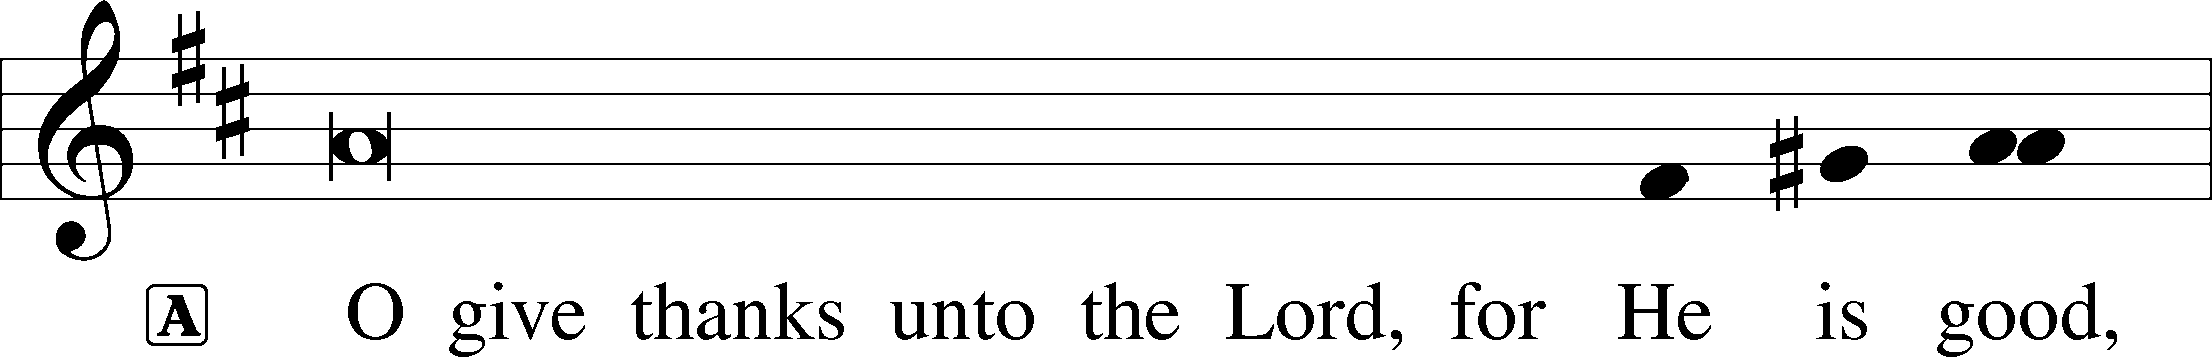 A O give thanks unto the Lord, for He is good,